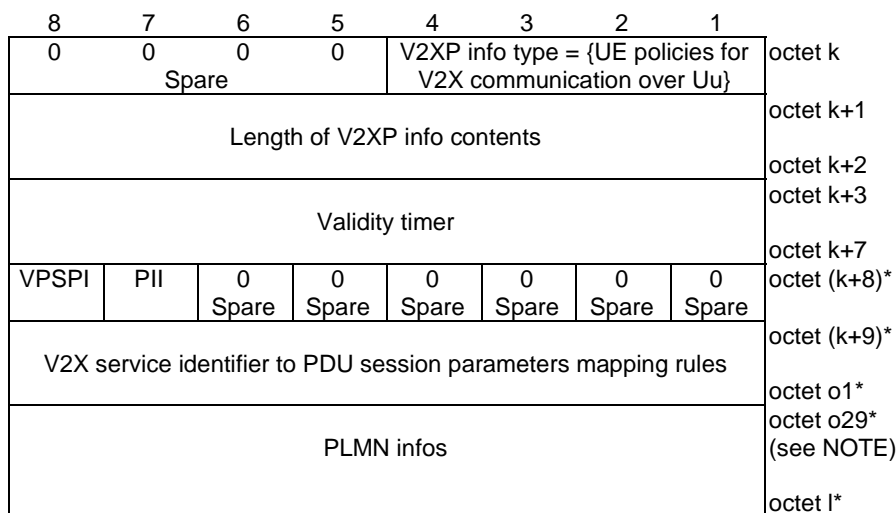 8 7 6 5 4 3 2 1
0 0 0 0 V2XP info type = {UE policies for octet k
Spare V2X communication over Uu}
octet k+1
Length of V2XP info contents
octet k+2
octet k+3
Validity timer
octet k+7
VPSPI PII 0 0 0 0 0 0 octet (k+8)*
Spare Spare Spare Spare Spare Spare
octet (k+9)*
V2X service identifier to PDU session parameters mapping rules
octet o1*
octet o29*
PLMN infos (see NOTE)
octet l*